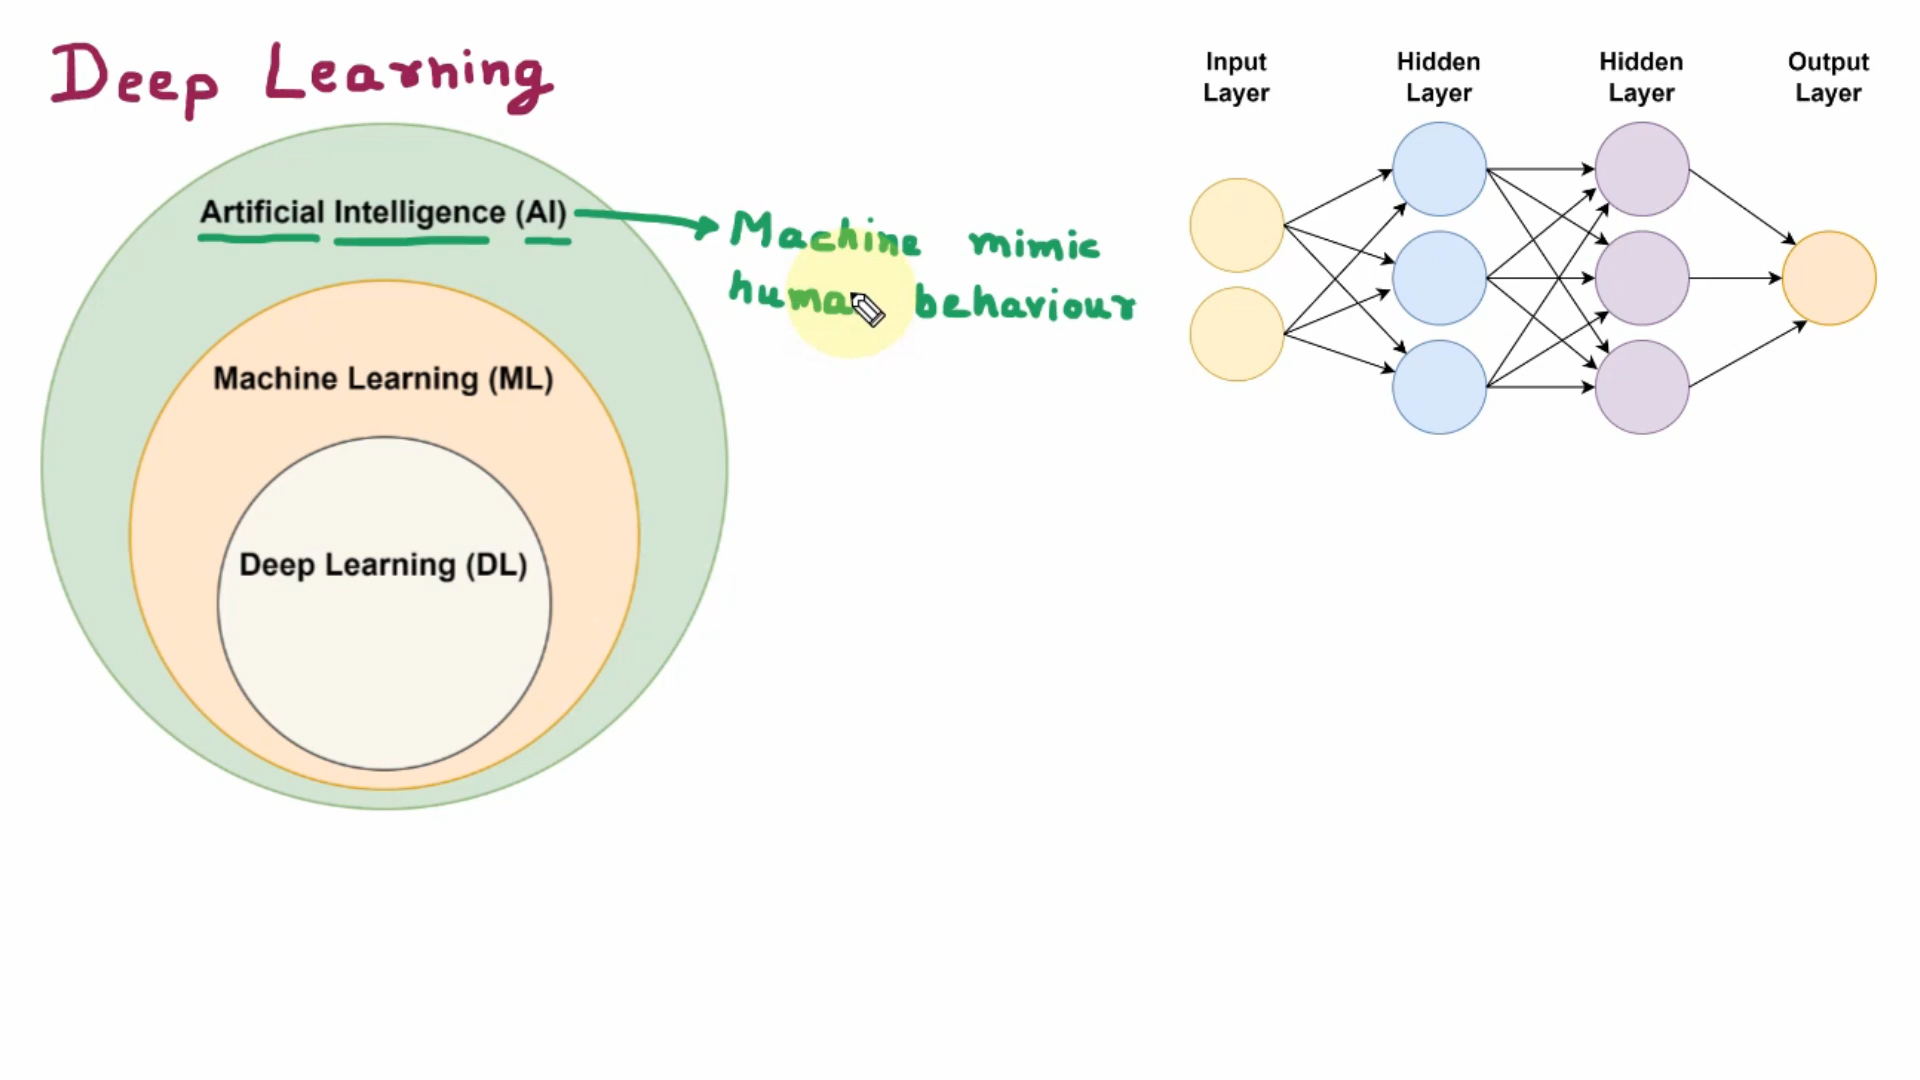 Deep Learning
Artificial Intelligence (AI)
Machine mimic
human behaviour
Machine Learning (ML)
Deep Learning (DL)
Input
Layer
Hidden
Layer
Hidden
Layer
Output
Layer